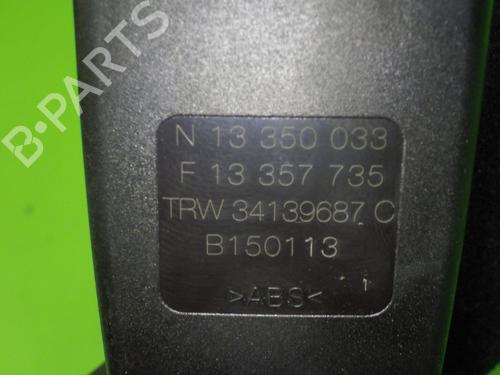 B·PARTS
N 13 350 033
F 13 357 735
TRW 34139687 C
B150113
>ABS<